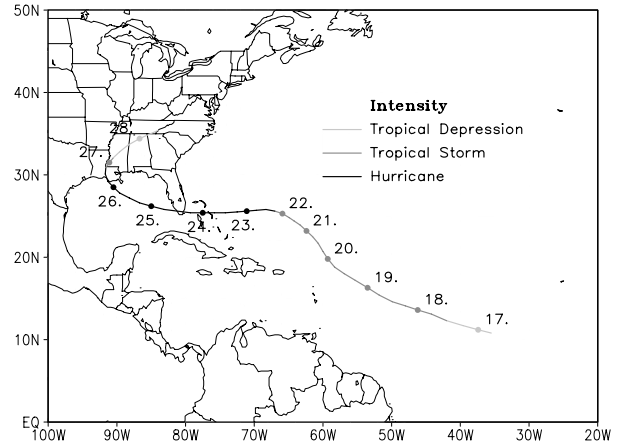 50N
40N
30N
20N
10N
EQ
Intensity
Tropical Depression
Tropical Storm
Hurricane
28.
27.
26.
25.
24.
23.
22.
21.
20.
19.
18.
17.
100W 90W 80W 70W 60W 50W 40W 30W 20W